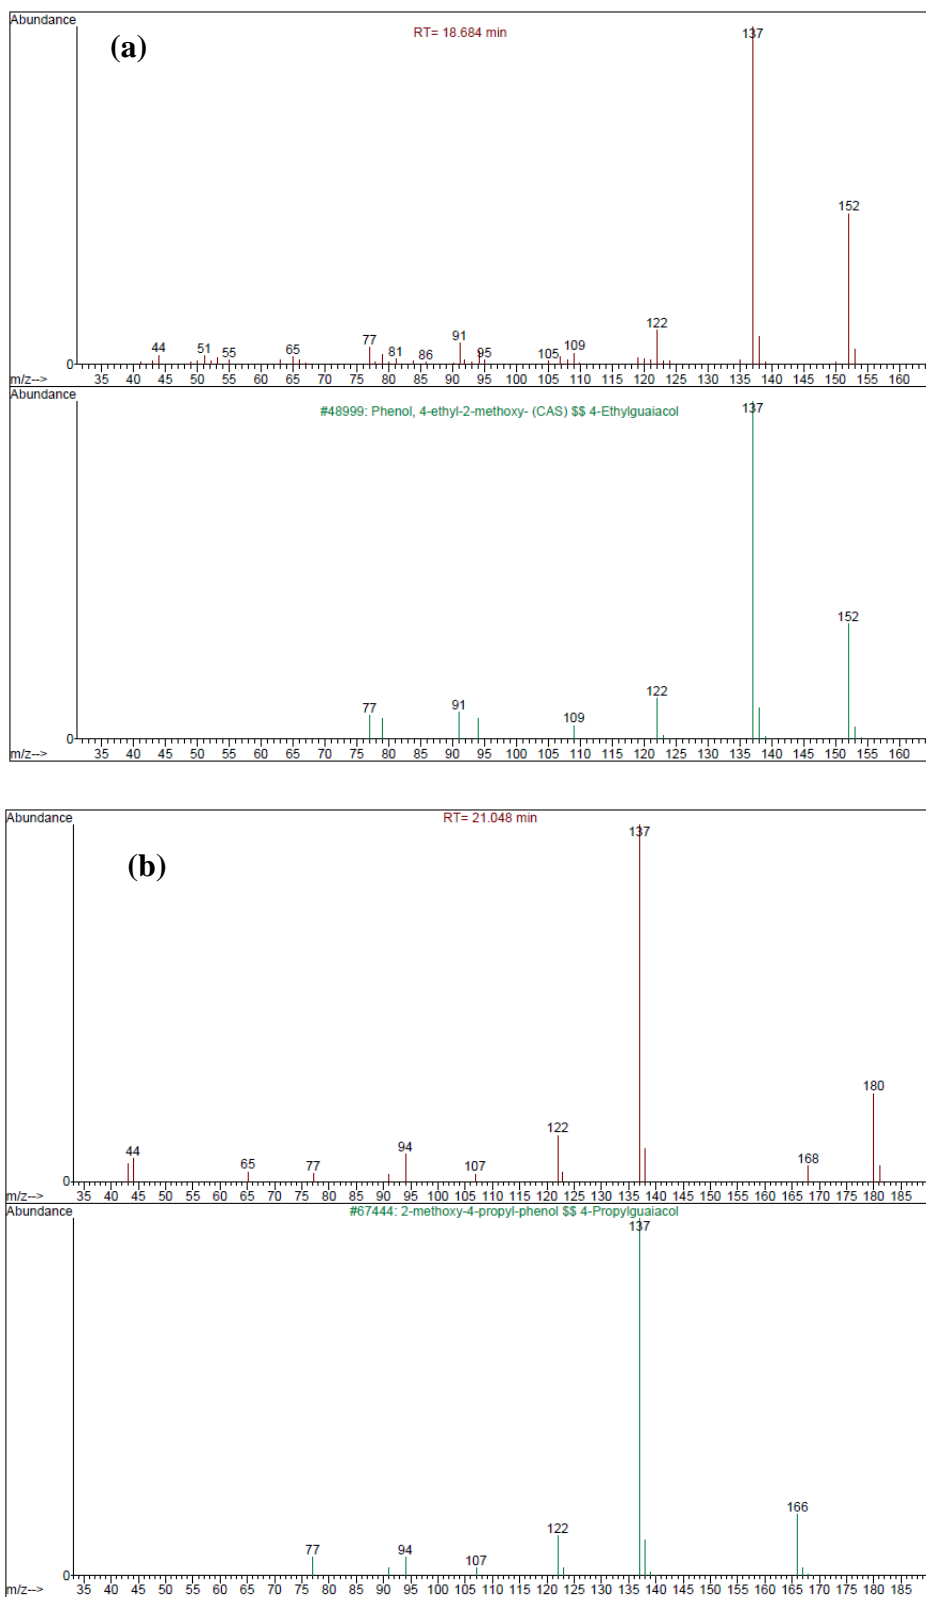 Abundance
RT= 18.684 min
(a)
137
152
122
44 51 55 65 77 81 86 91 95 105 109
0
35 40 45 50 55 60 65 70 75 80 85 90 95 100 105 110 115 120 125 130 135 140 145 150 155 160
m/z-->
Abundance
#48999: Phenol, 4-ethyl-2-methoxy- (CAS) $$ 4-Ethylguaiacol
137
152
122
77 91 109
0
35 40 45 50 55 60 65 70 75 80 85 90 95 100 105 110 115 120 125 130 135 140 145 150 155 160
m/z-->
Abundance
RT= 21.048 min
137
(b)
180
122
44 65 77 94 107 168
0
35 40 45 50 55 60 65 70 75 80 85 90 95 100 105 110 115 120 125 130 135 140 145 150 155 160 165 170 175 180 185
m/z-->
Abundance
#67444: 2-methoxy-4-propyl-phenol $$ 4-Propylguaiacol
137
166
122
77 94 107
0
35 40 45 50 55 60 65 70 75 80 85 90 95 100 105 110 115 120 125 130 135 140 145 150 155 160 165 170 175 180 185
m/z-->